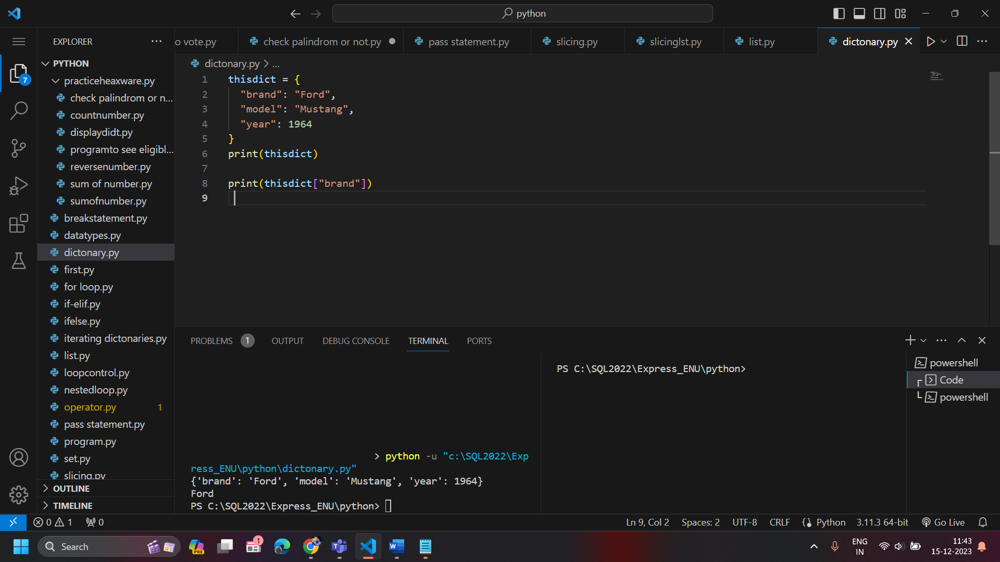 python
EXPLORER
o vote.py
check palindrom or not.py
pass statement.py
slicing.py
slicinglst.py
list.py
dictonary.py
PYTHON
7
practiceheaxware.py
check palindrom or n...
countnumber.py
displaydidt.py
programto see eligibl...
reversenumber.py
sum of number.py
sumofnumber.py
breakstatement.py
datatypes.py
dictonary.py
first.py
for loop.py
if-elif.py
ifelse.py
iterating dictonaries.py
list.py
loopcontrol.py
nestedloop.py
operator.py 1
pass statement.py
program.py
set.py
slicing.py
OUTLINE
TIMELINE
dictonary.py > ...
1 thisdict = {
2 "brand": "Ford",
3 "model": "Mustang",
4 "year": 1964
5 }
6 print(thisdict)
7
8 print(thisdict["brand"])
9
PROBLEMS 1 OUTPUT DEBUG CONSOLE TERMINAL PORTS
> python -u "c:\SQL2022\Exp
ress_ENU\python\dictonary.py"
{'brand': 'Ford', 'model': 'Mustang', 'year': 1964}
Ford
PS C:\SQL2022\Express_ENU\python>
PS C:\SQL2022\Express_ENU\python>
powershell
Code
powershell
0 1 0
Ln 9, Col 2 Spaces: 2 UTF-8 CRLF {} Python 3.11.3 64-bit Go Live
Search
PRE
1
ENG
IN
11:43
15-12-2023